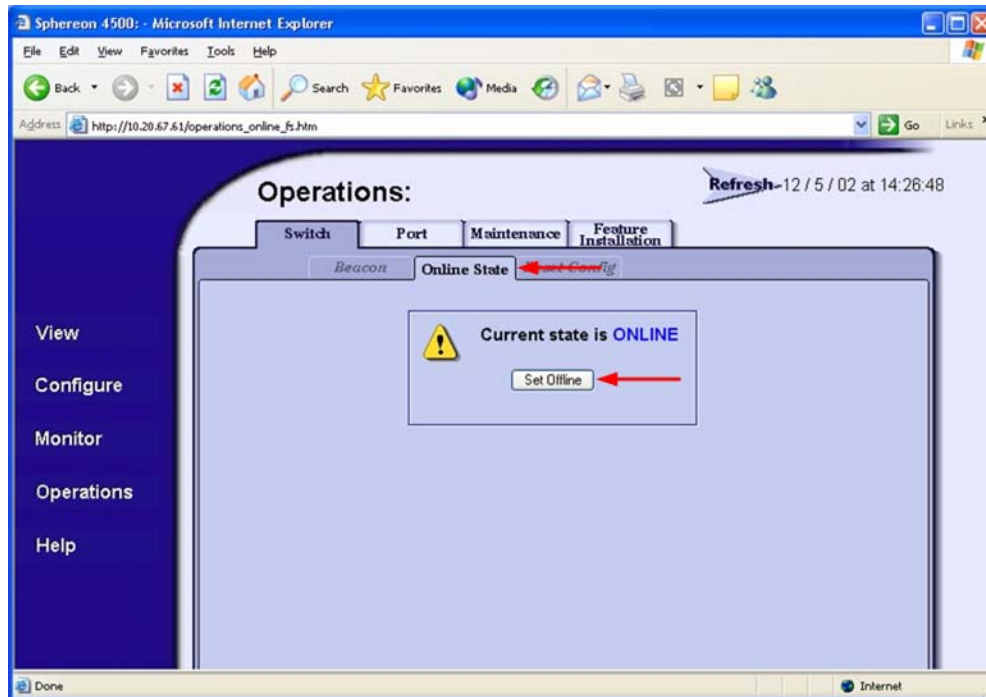 Sphereon 4500: - Microsoft Internet Explorer
File Edit View Favorites Tools Help
Back Search Favorites Media
Address http://10.20.67.61/operations_online_fs.htm Go Links
Operations:
Refresh-12 / 5 / 02 at 14:26:48
Switch Port Maintenance Feature Installation
Beacon Online State Reset Config
View
Configure
Monitor
Operations
Help
Current state is ONLINE
Set Offline
Done Internet